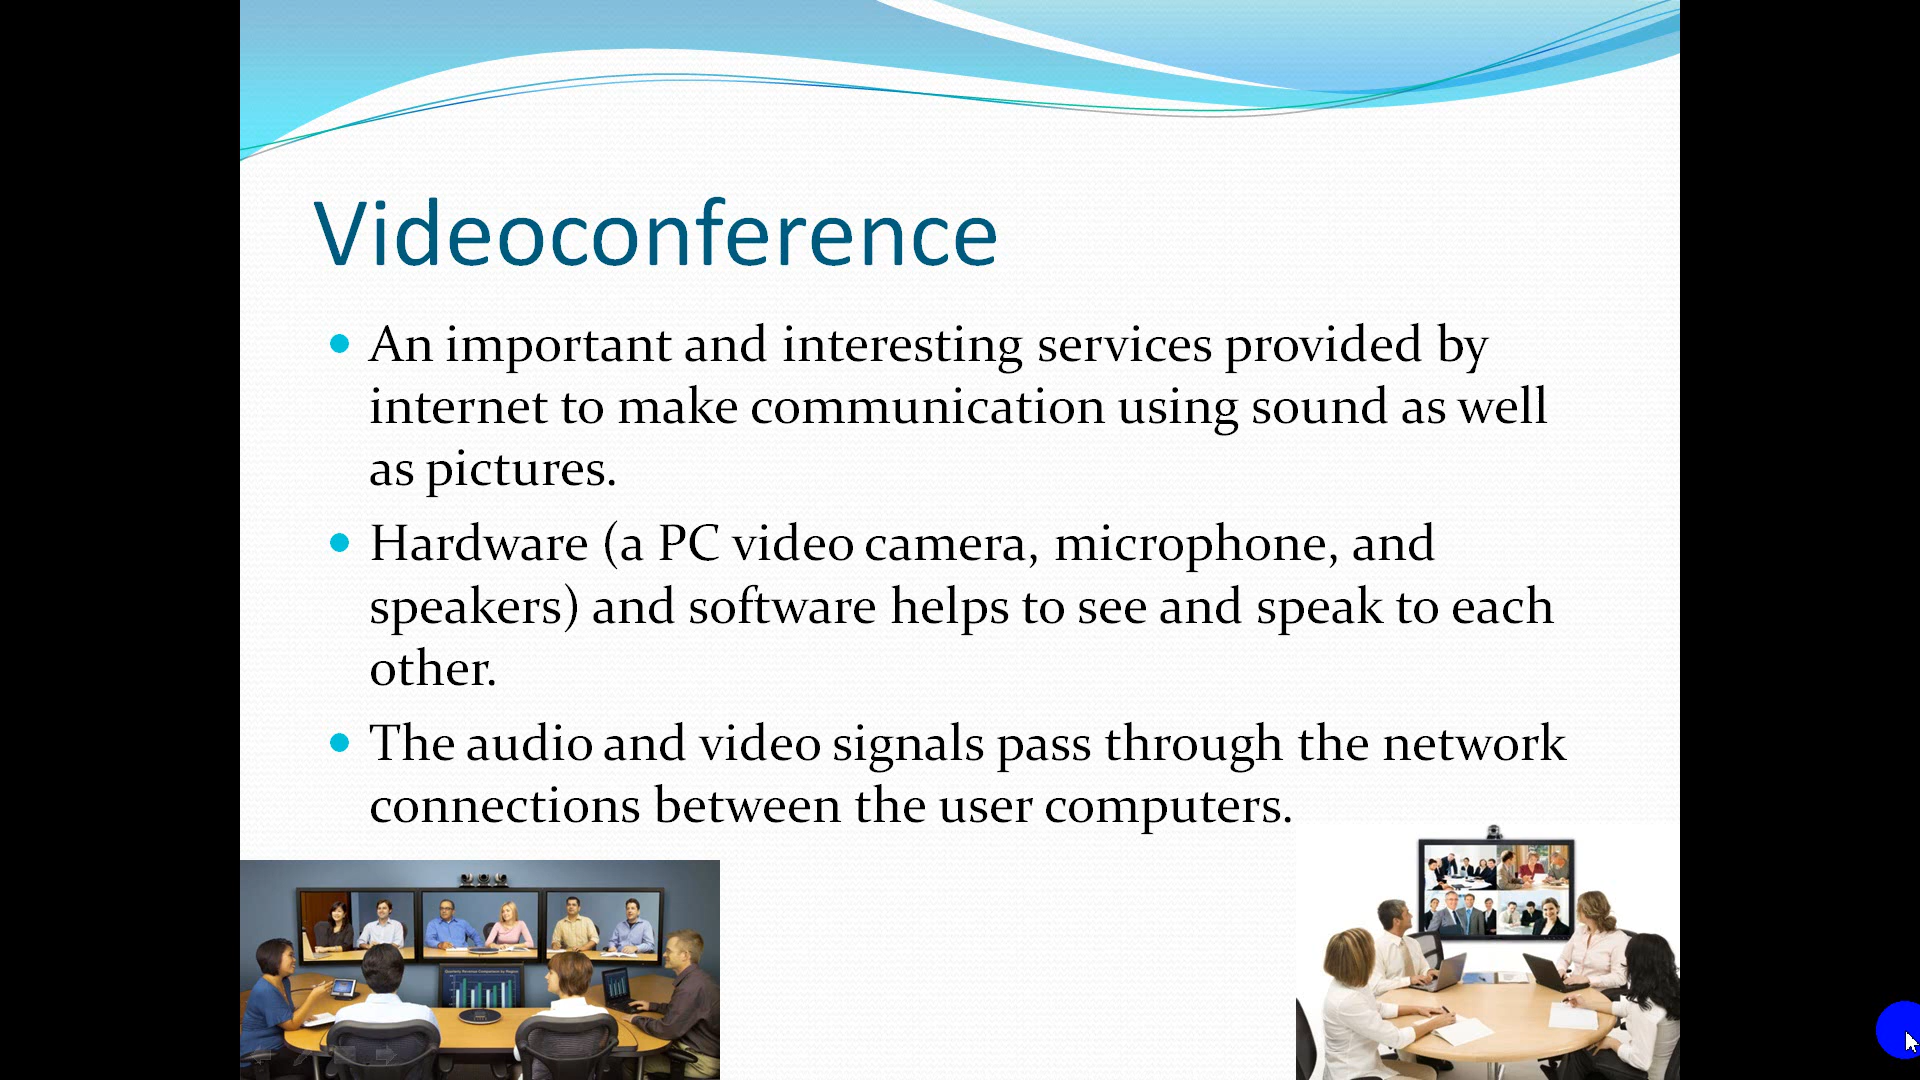 Videoconference
An important and interesting services provided by
internet to make communication using sound as well
as pictures.
Hardware (a PC video camera, microphone, and
speakers) and software helps to see and speak to each
other.
The audio and video signals pass through the network
connections between the user computers.